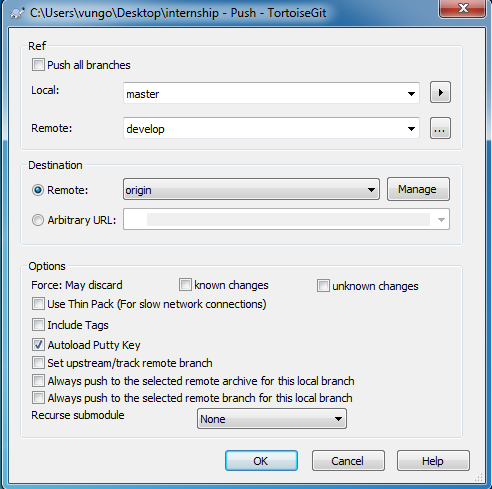 C:\Users\vungo\Desktop\internship - Push - TortoiseGit
Ref
Push all branches
Local:
master
Remote:
develop
...
Destination
Remote:
origin
Manage
Arbitrary URL:
Options
Force: May discard
known changes
unknown changes
Use Thin Pack (For slow network connections)
Include Tags
Autoload Putty Key
Set upstream/track remote branch
Always push to the selected remote archive for this local branch
Always push to the selected remote branch for this local branch
Recurse submodule
None
OK
Cancel
Help